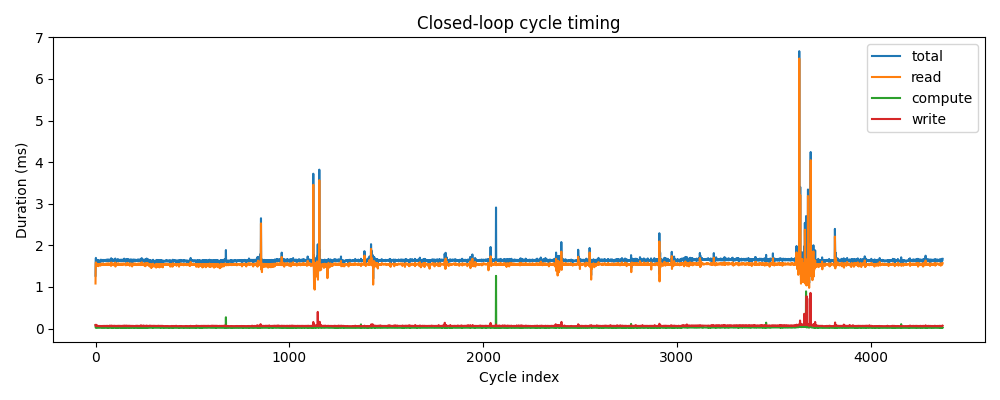 Closed-loop cycle timing
Duration (ms)
7
6
5
4
3
2
1
0
total
read
compute
write
0 1000 2000 3000 4000
Cycle index